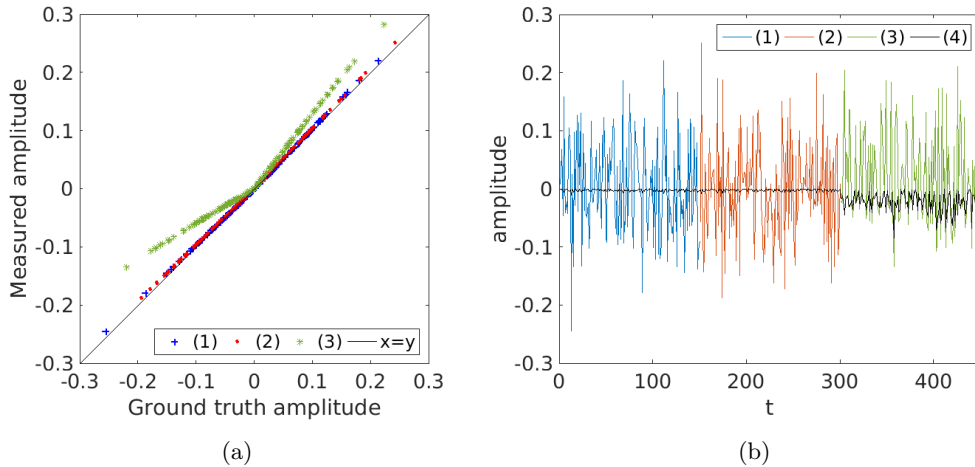 0.3
0.2
0.1
0
-0.1
-0.2
-0.3
Measured amplitude
(1) (2) (3) x=y
-0.3 -0.2 -0.1 0 0.1 0.2 0.3
Ground truth amplitude
(a)
0.3
0.2
0.1
0
-0.1
-0.2
-0.3
amplitude
(1) (2) (3) (4)
0 100 200 300 400
t
(b)